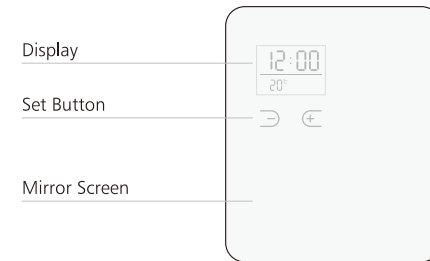 Display
12:00
20°c
Set Button
- +
Mirror Screen